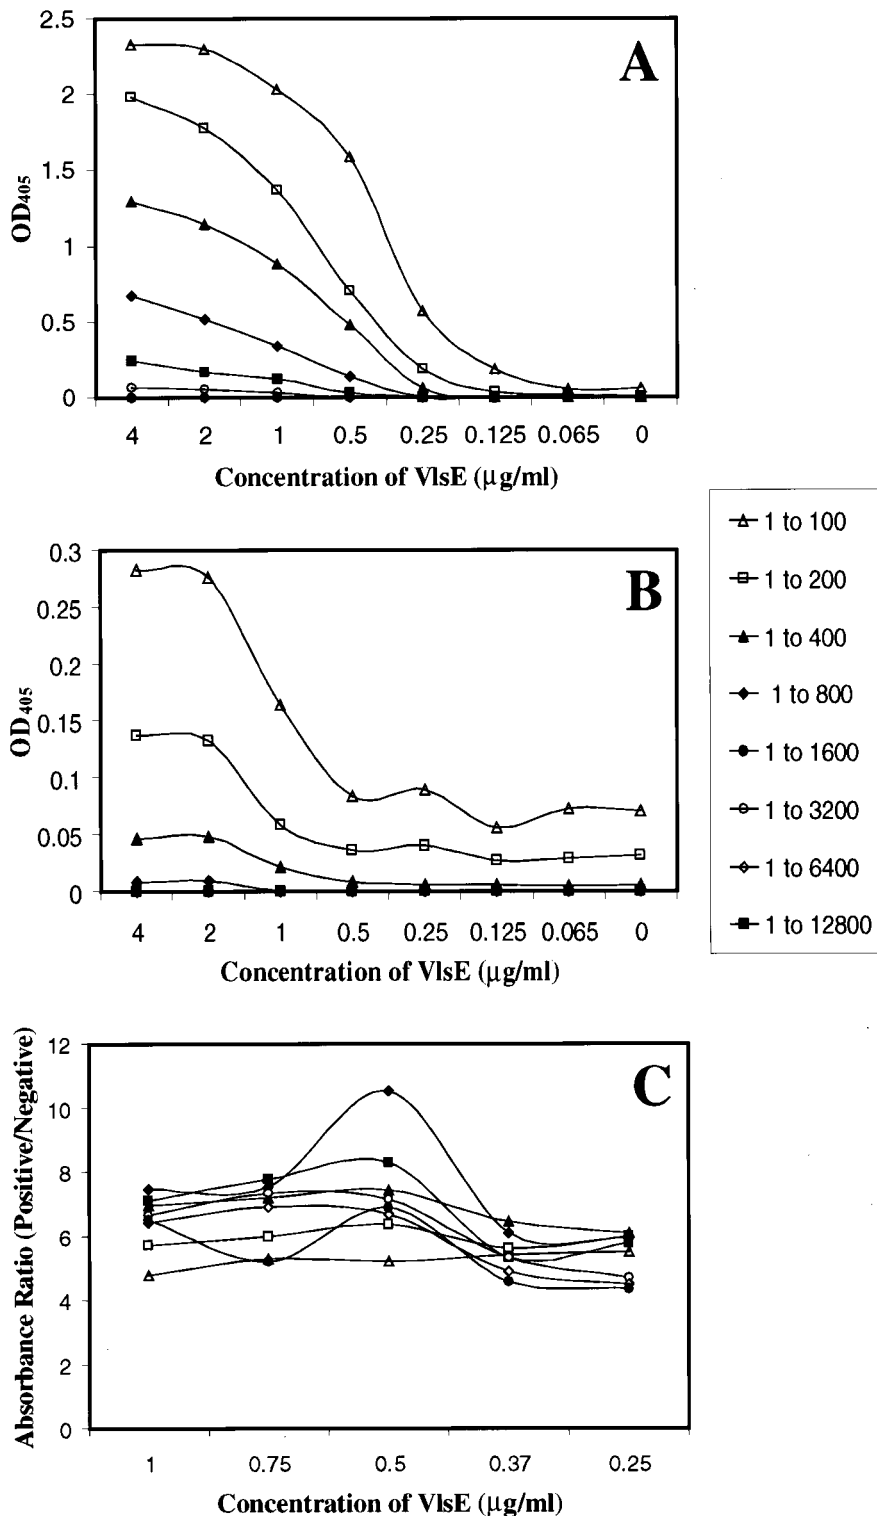 A
2.5
2
1.5
1
0.5
0
OD405
4 2 1 0.5 0.25 0.125 0.065 0
Concentration of VlsE (µg/ml)
B
0.3
0.25
0.2
0.15
0.1
0.05
0
OD405
4 2 1 0.5 0.25 0.125 0.065 0
Concentration of VlsE (µg/ml)
1 to 100
1 to 200
1 to 400
1 to 800
1 to 1600
1 to 3200
1 to 6400
1 to 12800
C
12
10
8
6
4
2
0
Absorbance Ratio (Positive/Negative)
1 0.75 0.5 0.37 0.25
Concentration of VlsE (µg/ml)